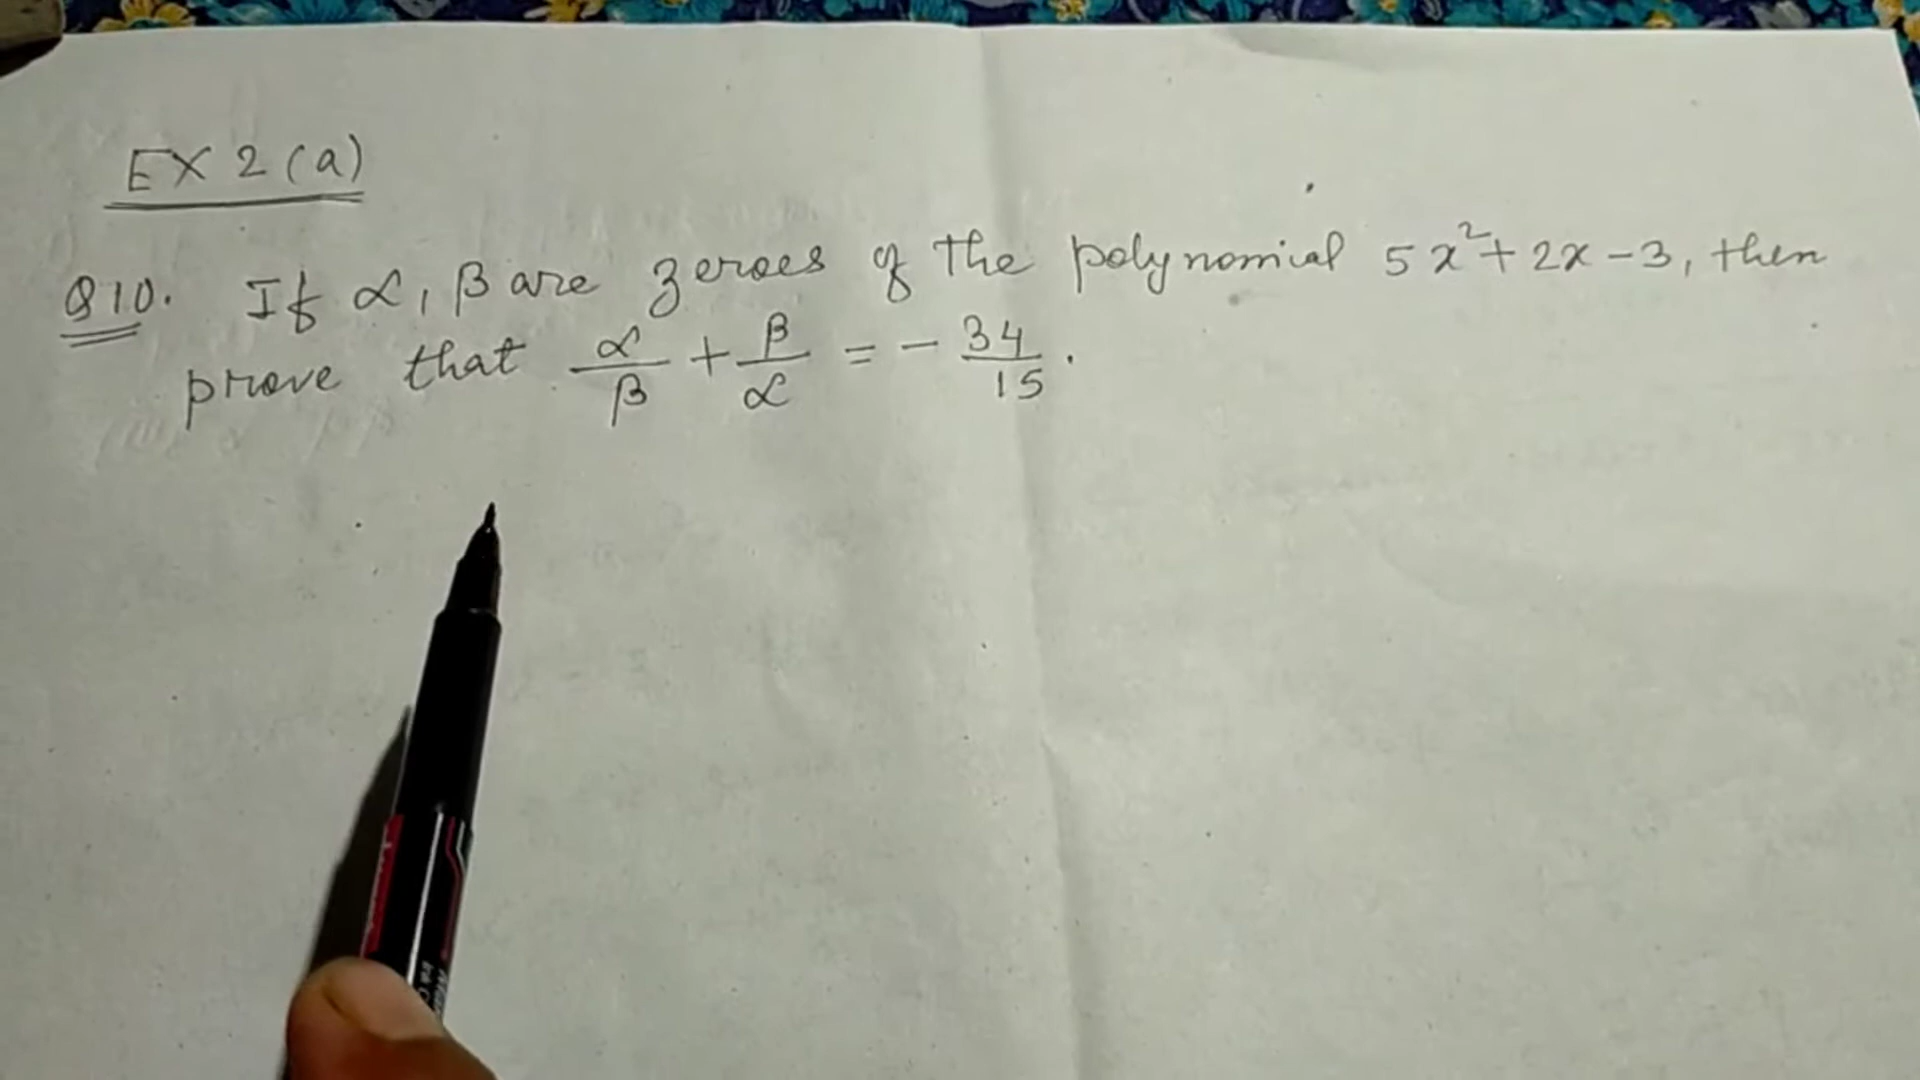 EX 2 (a)
Q10. If α, β are zeroes of the polynomial 5x²+2x-3, then
prove that α/β + β/α = - 34/15.